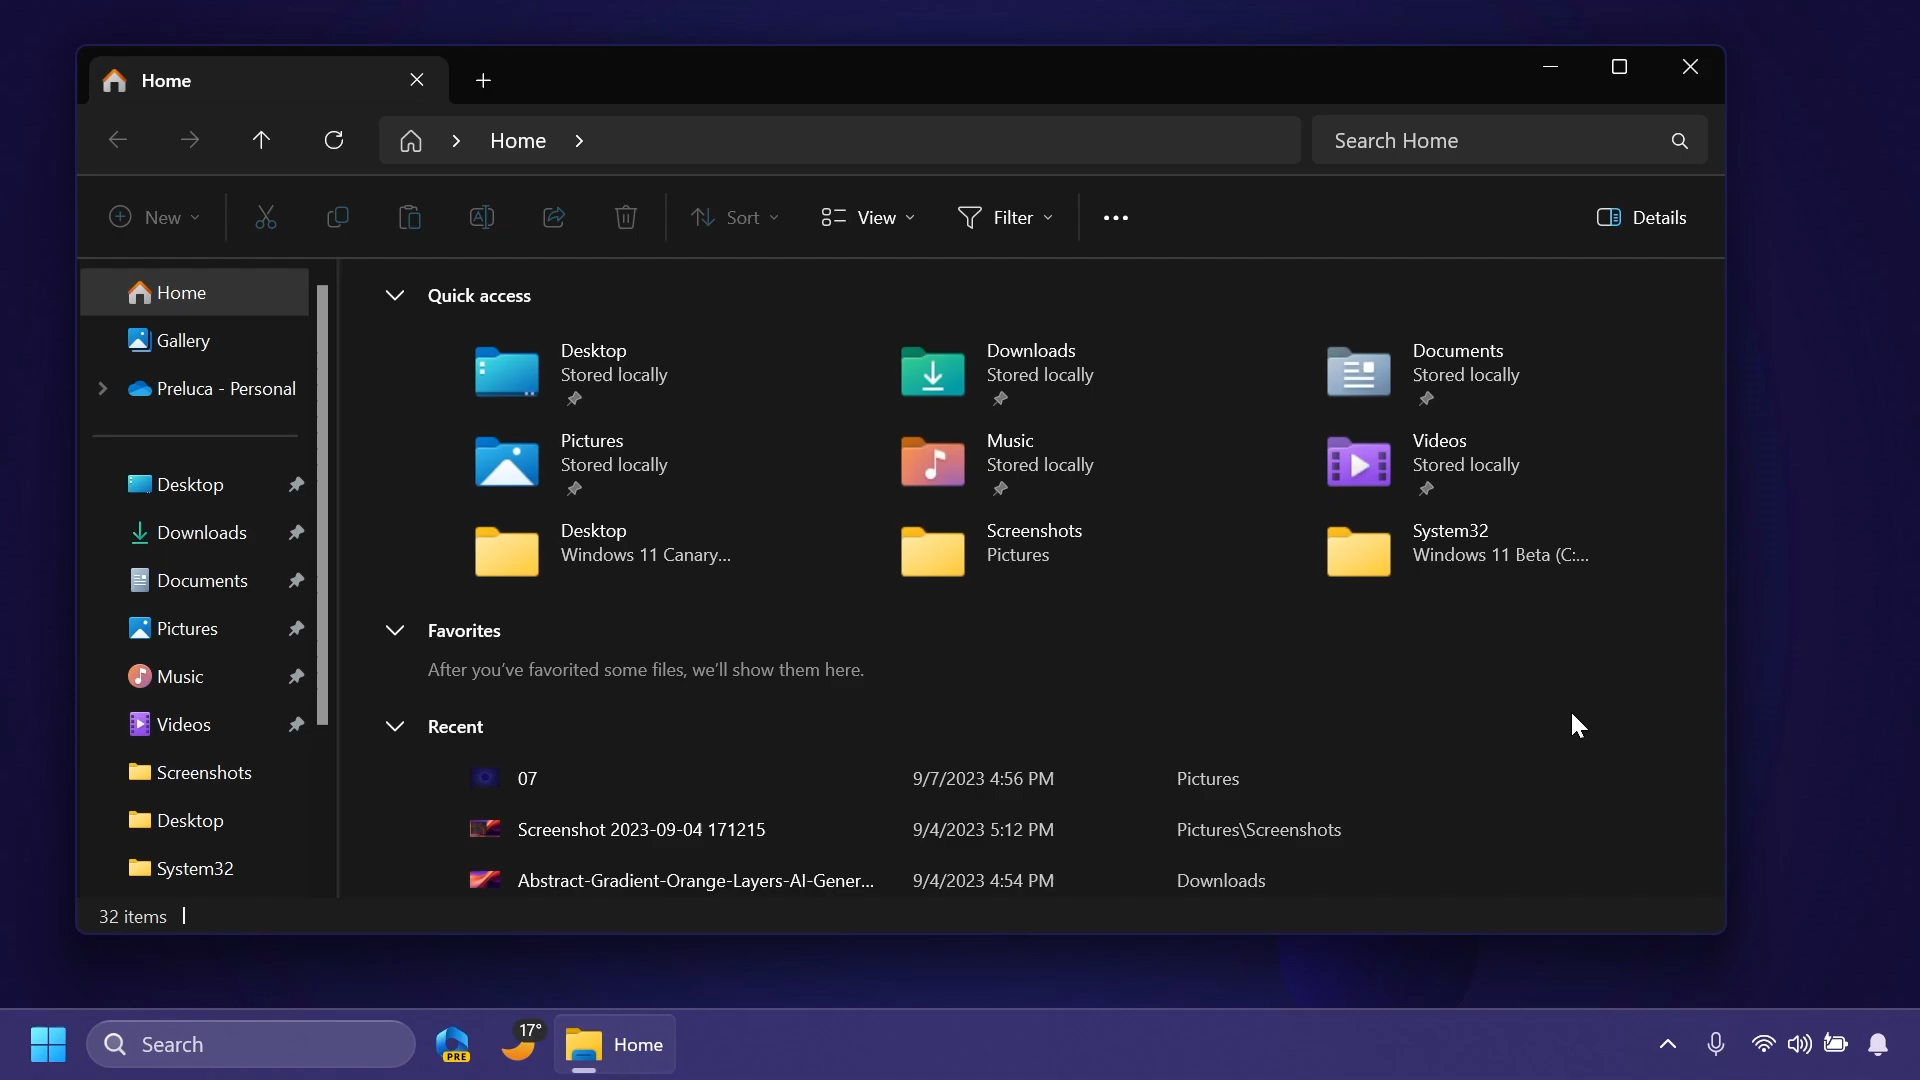 Home
Home
Search Home
New
Sort
View
Filter
Details
Home
Gallery
Preluca - Personal
Desktop
Downloads
Documents
Pictures
Music
Videos
Screenshots
Desktop
System32
Quick access
Desktop
Stored locally
Downloads
Stored locally
Documents
Stored locally
Pictures
Stored locally
Music
Stored locally
Videos
Stored locally
Desktop
Windows 11 Canary...
Screenshots
Pictures
System32
Windows 11 Beta (C:...
Favorites
After you've favorited some files, we'll show them here.
Recent
07 9/7/2023 4:56 PM Pictures
Screenshot 2023-09-04 171215 9/4/2023 5:12 PM Pictures\Screenshots
Abstract-Gradient-Orange-Layers-AI-Gener... 9/4/2023 4:54 PM Downloads
32 items
Search
PRE
17°
Home